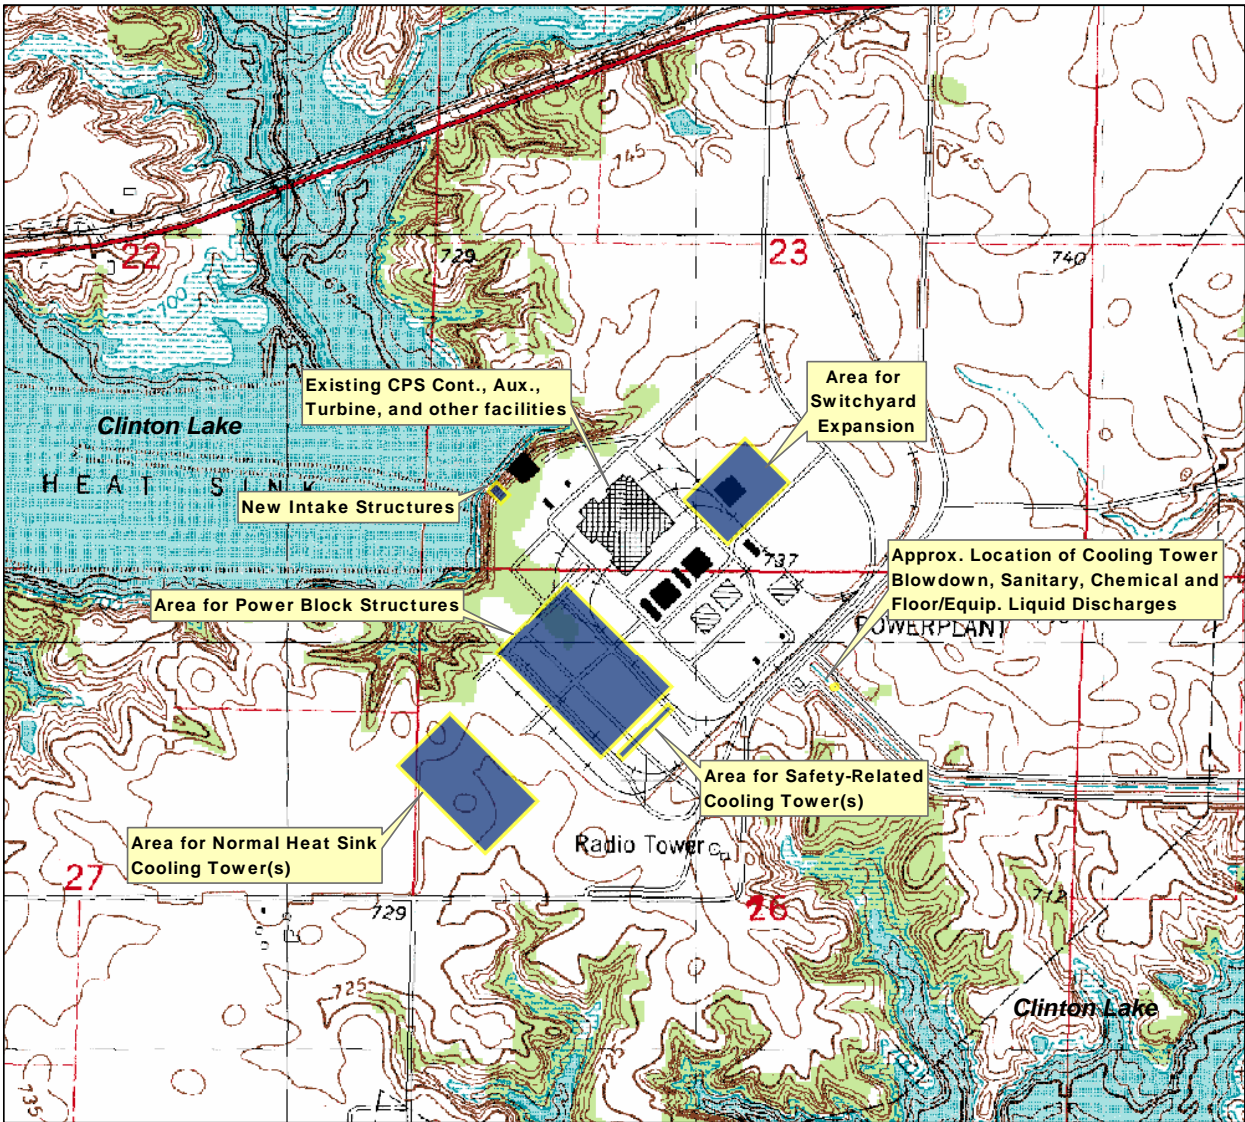 745
745
22
729
23
740
700
675
Existing CPS Cont., Aux.,
Turbine, and other facilities
Area for
Switchyard
Expansion
Clinton Lake
HEAT SINK
New Intake Structures
737
Approx. Location of Cooling Tower
Blowdown, Sanitary, Chemical and
Floor/Equip. Liquid Discharges
Area for Power Block Structures
POWERPLANT
Area for Safety-Related
Cooling Tower(s)
Area for Normal Heat Sink
Cooling Tower(s)
Radio Tower
27
729
26
712
725
Clinton Lake
735